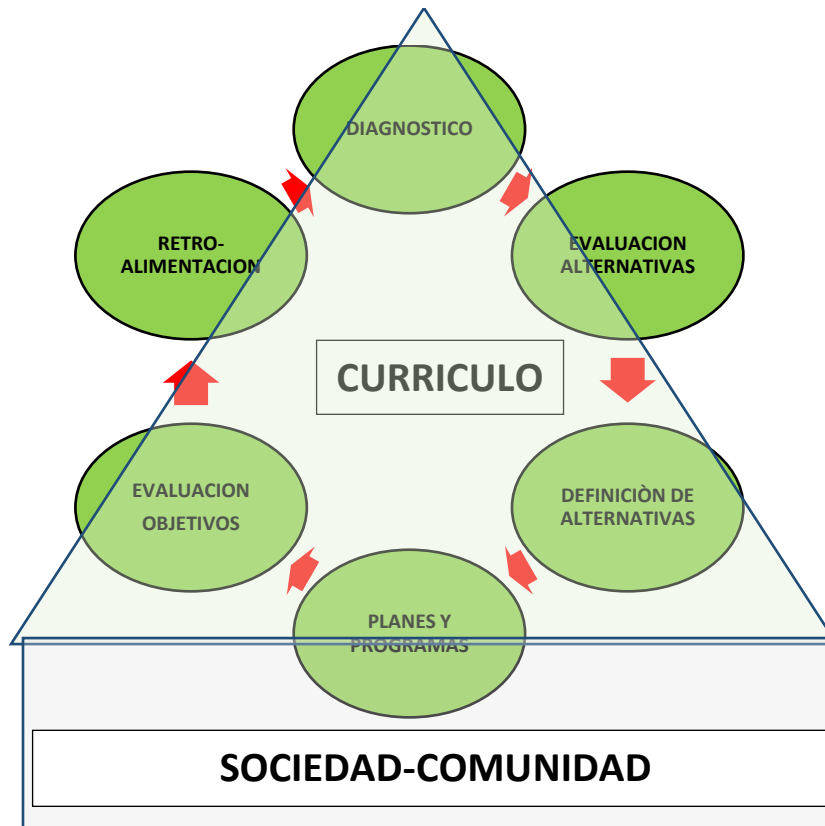 DIAGNOSTICO
EVALUACION
ALTERNATIVAS
DEFINICIÒN DE
ALTERNATIVAS
PLANES Y
PROGRAMAS
EVALUACION
OBJETIVOS
RETRO-
ALIMENTACION
CURRICULO
SOCIEDAD-COMUNIDAD